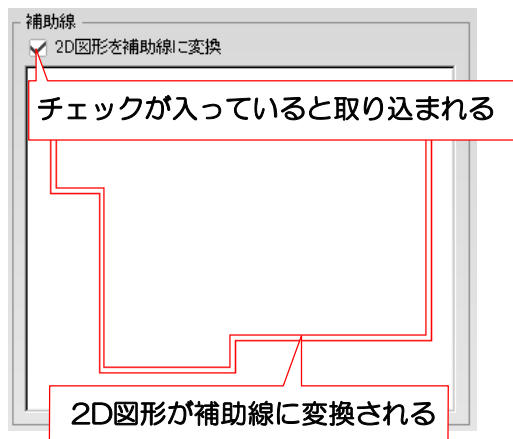 補助線
2D図形を補助線に変換
チェックが入っていると取り込まれる
2D図形が補助線に変換される